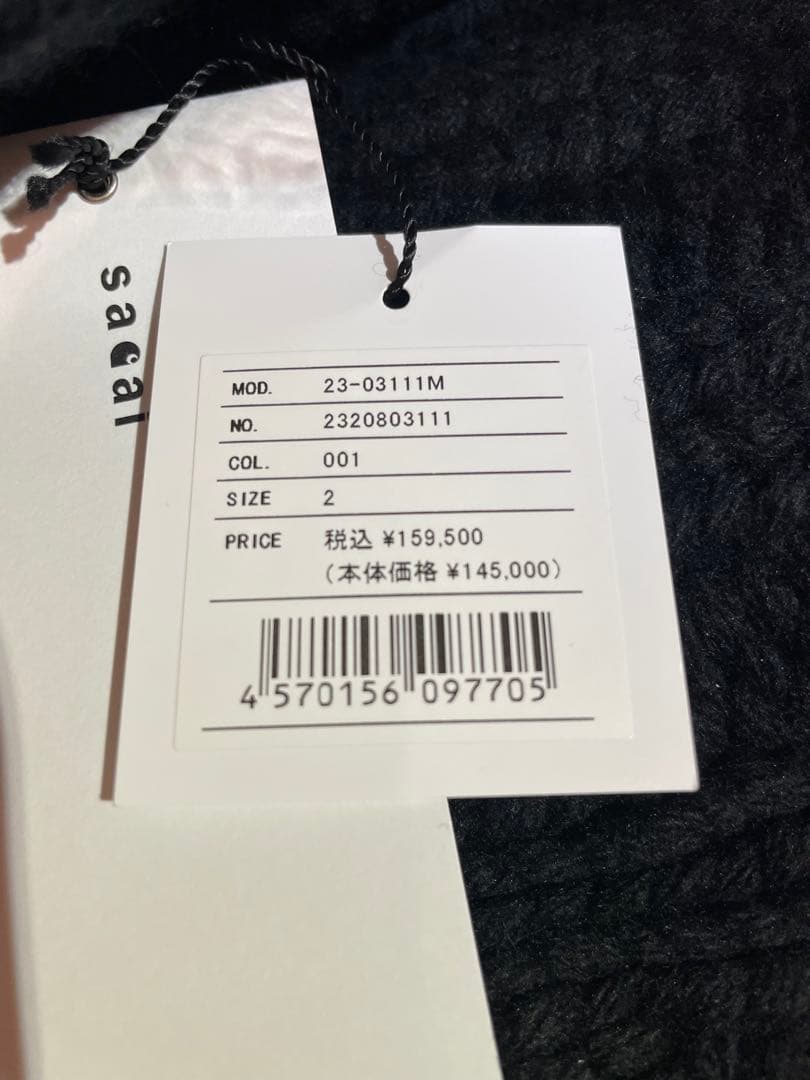 sacai
MOD. 23-03111M
NO. 2320803111
COL. 001
SIZE 2
PRICE 税込 ¥159,500
(本体価格 ¥145,000)
4 570156 097705